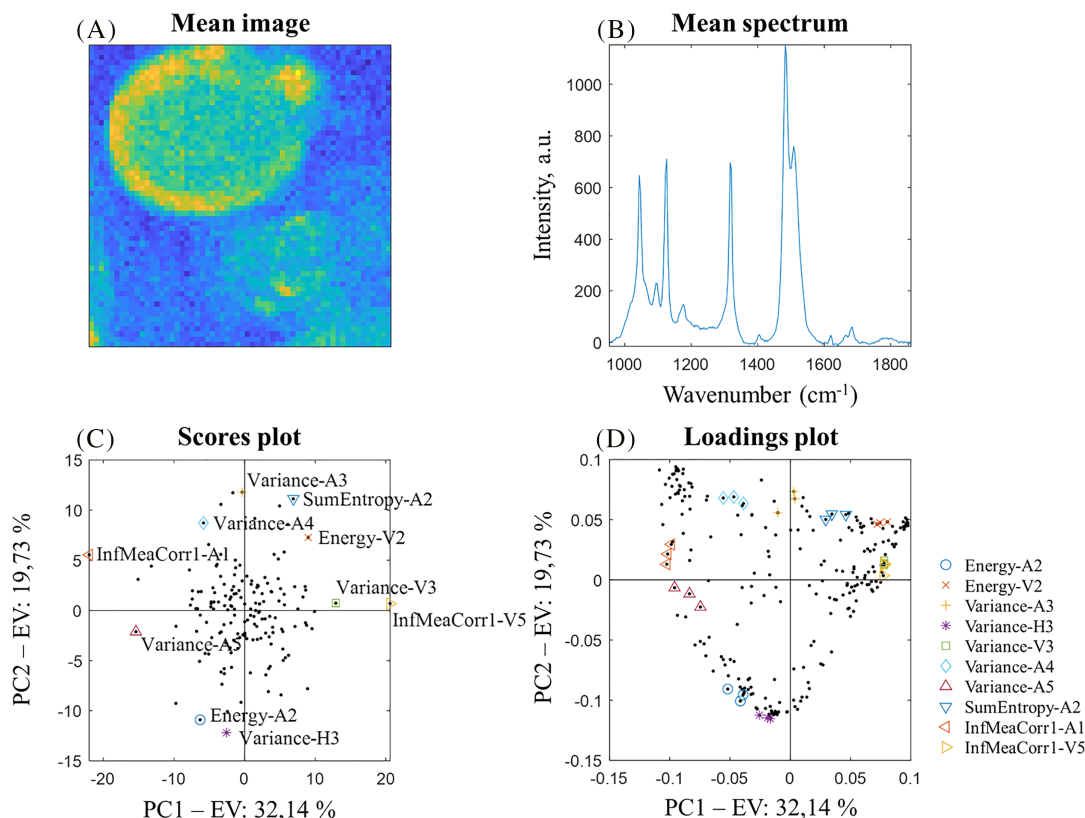 (A) Mean image
(B) Mean spectrum
Intensity, a.u.
1000
800
600
400
200
0
1000 1200 1400 1600 1800
Wavenumber (cm-1)
(C) Scores plot
PC2 – EV: 19,73 %
15
10
5
0
-5
-10
-15
-20 -10 0 10 20
PC1 – EV: 32,14 %
Variance-A3
SumEntropy-A2
Variance-A4
Energy-V2
InfMeaCorr1-A1
Variance-V3
InfMeaCorr1-V5
Variance-A5
Energy-A2
Variance-H3
(D) Loadings plot
PC2 – EV: 19,73 %
0.1
0.05
0
-0.05
-0.1
-0.15
-0.15 -0.1 -0.05 0 0.05 0.1
PC1 – EV: 32,14 %
Energy-A2
Energy-V2
Variance-A3
Variance-H3
Variance-V3
Variance-A4
Variance-A5
SumEntropy-A2
InfMeaCorr1-A1
InfMeaCorr1-V5